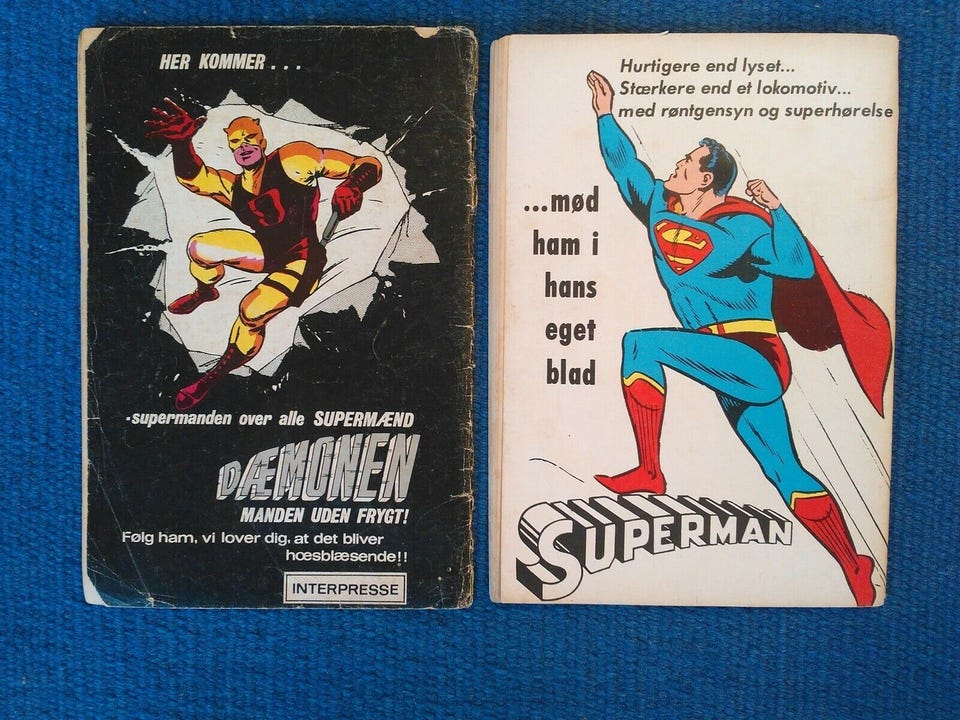 HER KOMMER...
-supermanden over alle SUPERMÆND
DÆMONEN
MANDEN UDEN FRYGT!
Følg ham, vi lover dig, at det bliver
hœsblæsende!!
INTERPRESSE
Hurtigere end lyset...
Stærkere end et lokomotiv...
med røntgensyn og superhørelse
...mød
ham i
hans
eget
blad
S
SUPERMAN